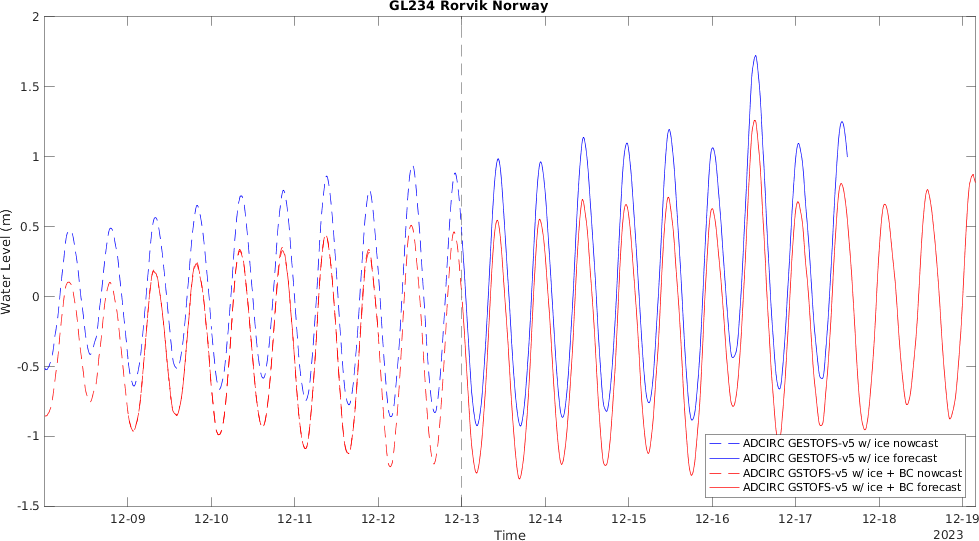 GL234 Rorvik Norway
2
1.5
1
0.5
0
-0.5
-1
-1.5
Water Level (m)
ADCIRC GESTOFS-v5 w/ ice nowcast
ADCIRC GESTOFS-v5 w/ ice forecast
ADCIRC GSTOFS-v5 w/ ice + BC nowcast
ADCIRC GSTOFS-v5 w/ ice + BC forecast
12-09 12-10 12-11 12-12 12-13 12-14 12-15 12-16 12-17 12-18 12-19
Time
2023